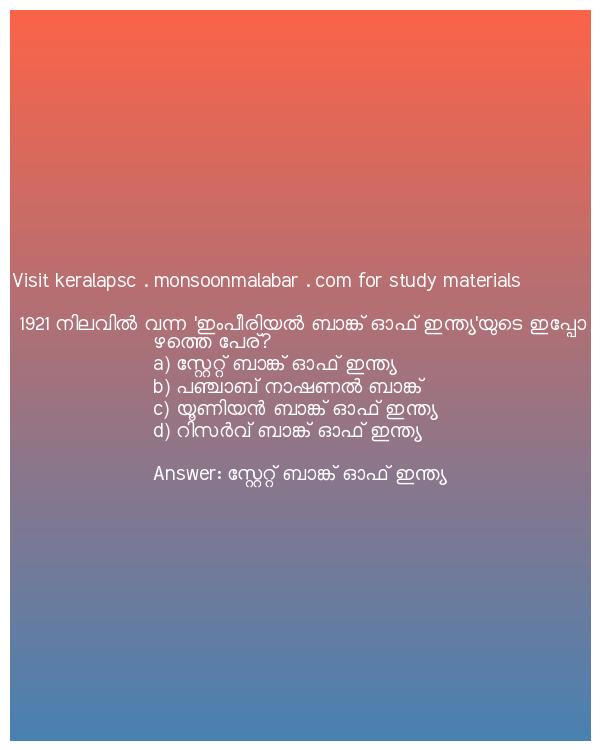 Visit keralapsc . monsoonmalabar . com for study materials
1921 നിലവിൽ വന്ന 'ഇംപീരിയൽ ബാങ്ക് ഓഫ് ഇന്ത്യ'യുടെ ഇപ്പോ
ഴത്തെ പേര്?
a) സ്റ്റേറ്റ് ബാങ്ക് ഓഫ് ഇന്ത്യ
b) പഞ്ചാബ് നാഷണൽ ബാങ്ക്
c) യൂണിയൻ ബാങ്ക് ഓഫ് ഇന്ത്യ
d) റിസർവ് ബാങ്ക് ഓഫ് ഇന്ത്യ
Answer: സ്റ്റേറ്റ് ബാങ്ക് ഓഫ് ഇന്ത്യ